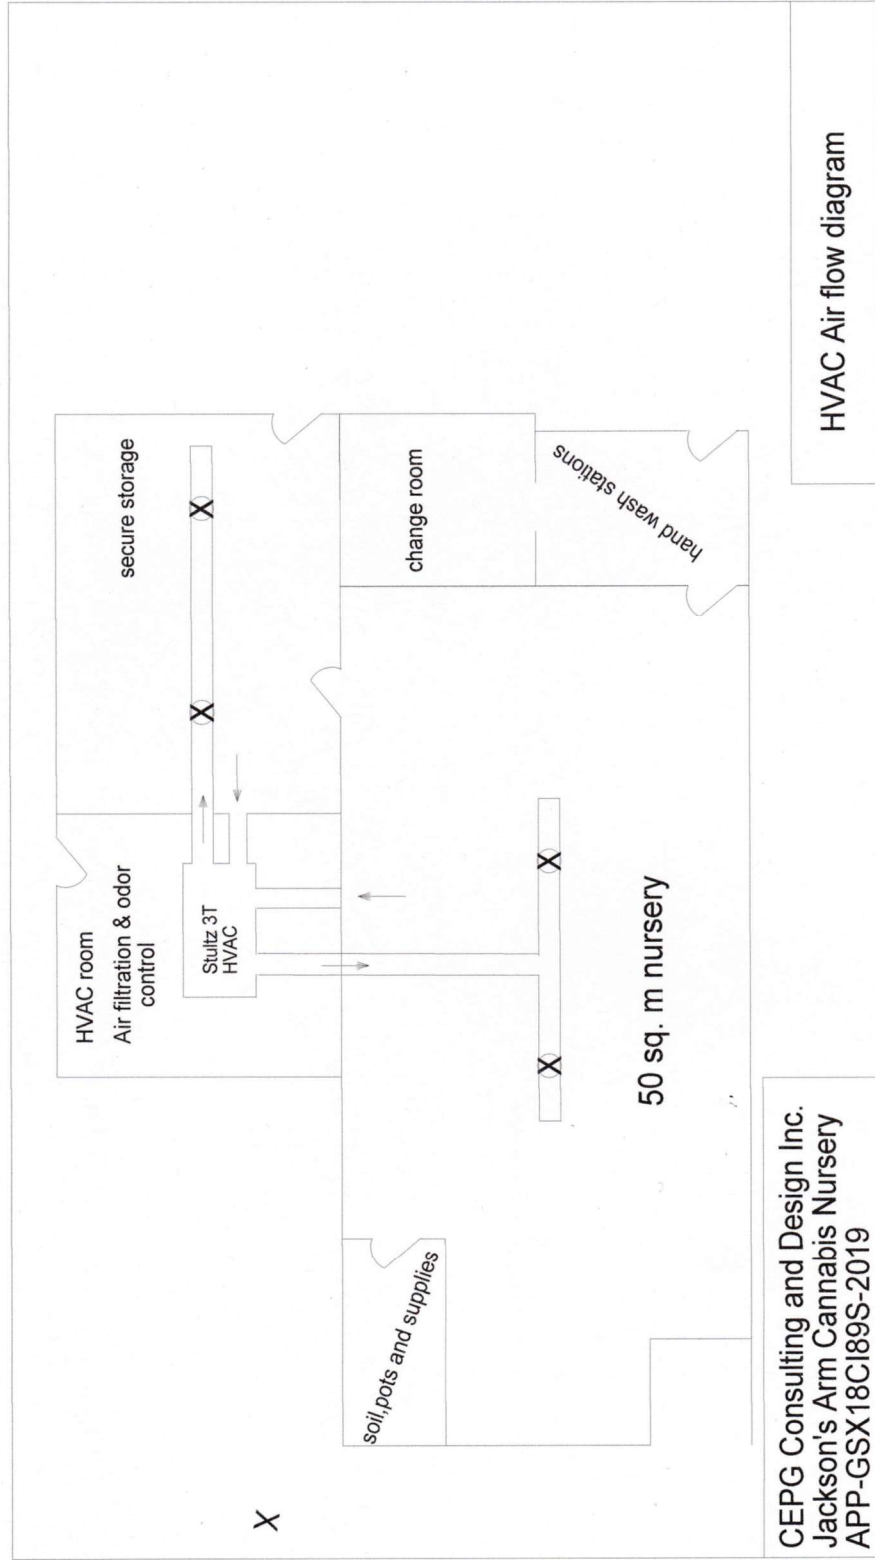 HVAC room
Air filtration & odor
control
secure storage
Stultz 3T
HVAC
X
X
change room
hand wash stations
X
soil,pots and supplies
X
X
50 sq. m nursery
CEPG Consulting and Design Inc.
Jackson's Arm Cannabis Nursery
APP-GSX18CI89S-2019
HVAC Air flow diagram